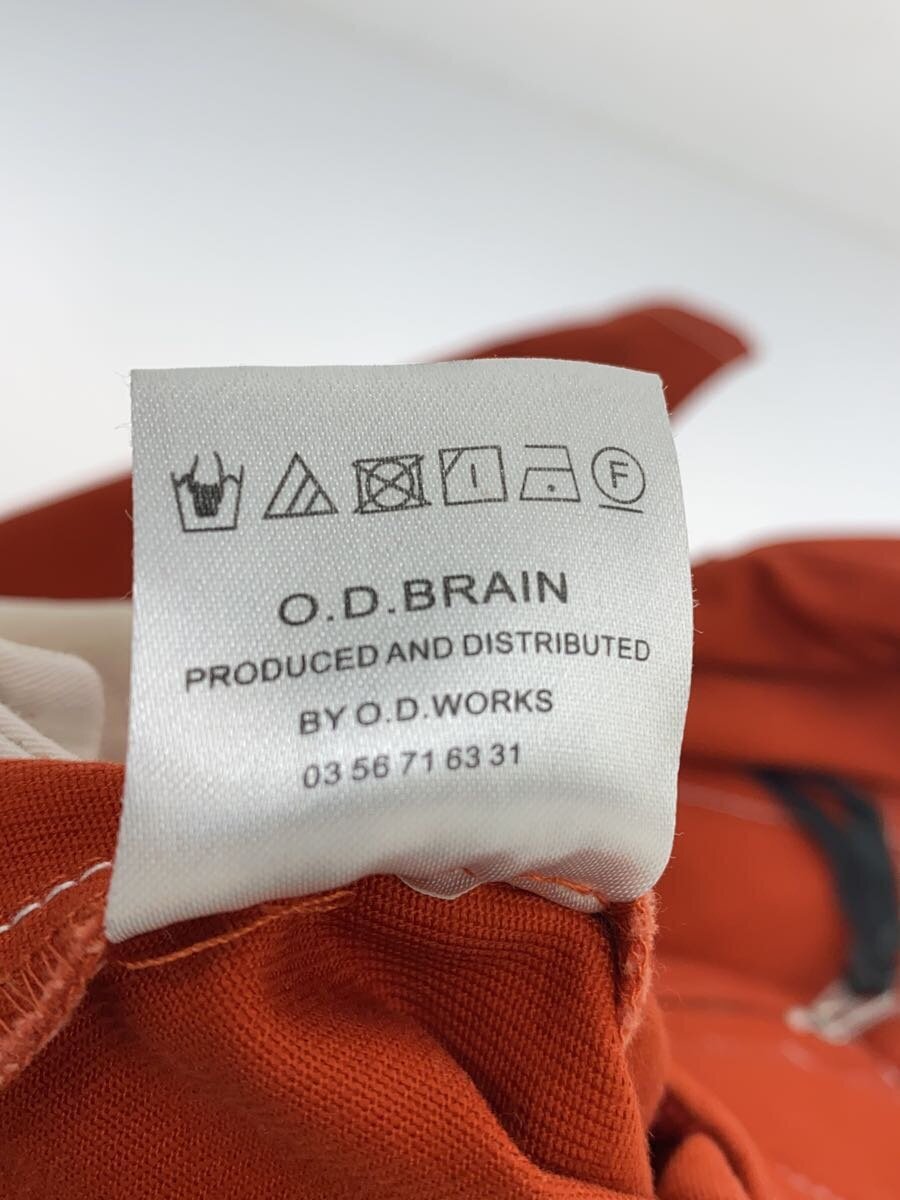 F
O.D.BRAIN
PRODUCED AND DISTRIBUTED
BY O.D.WORKS
03 56 71 63 31